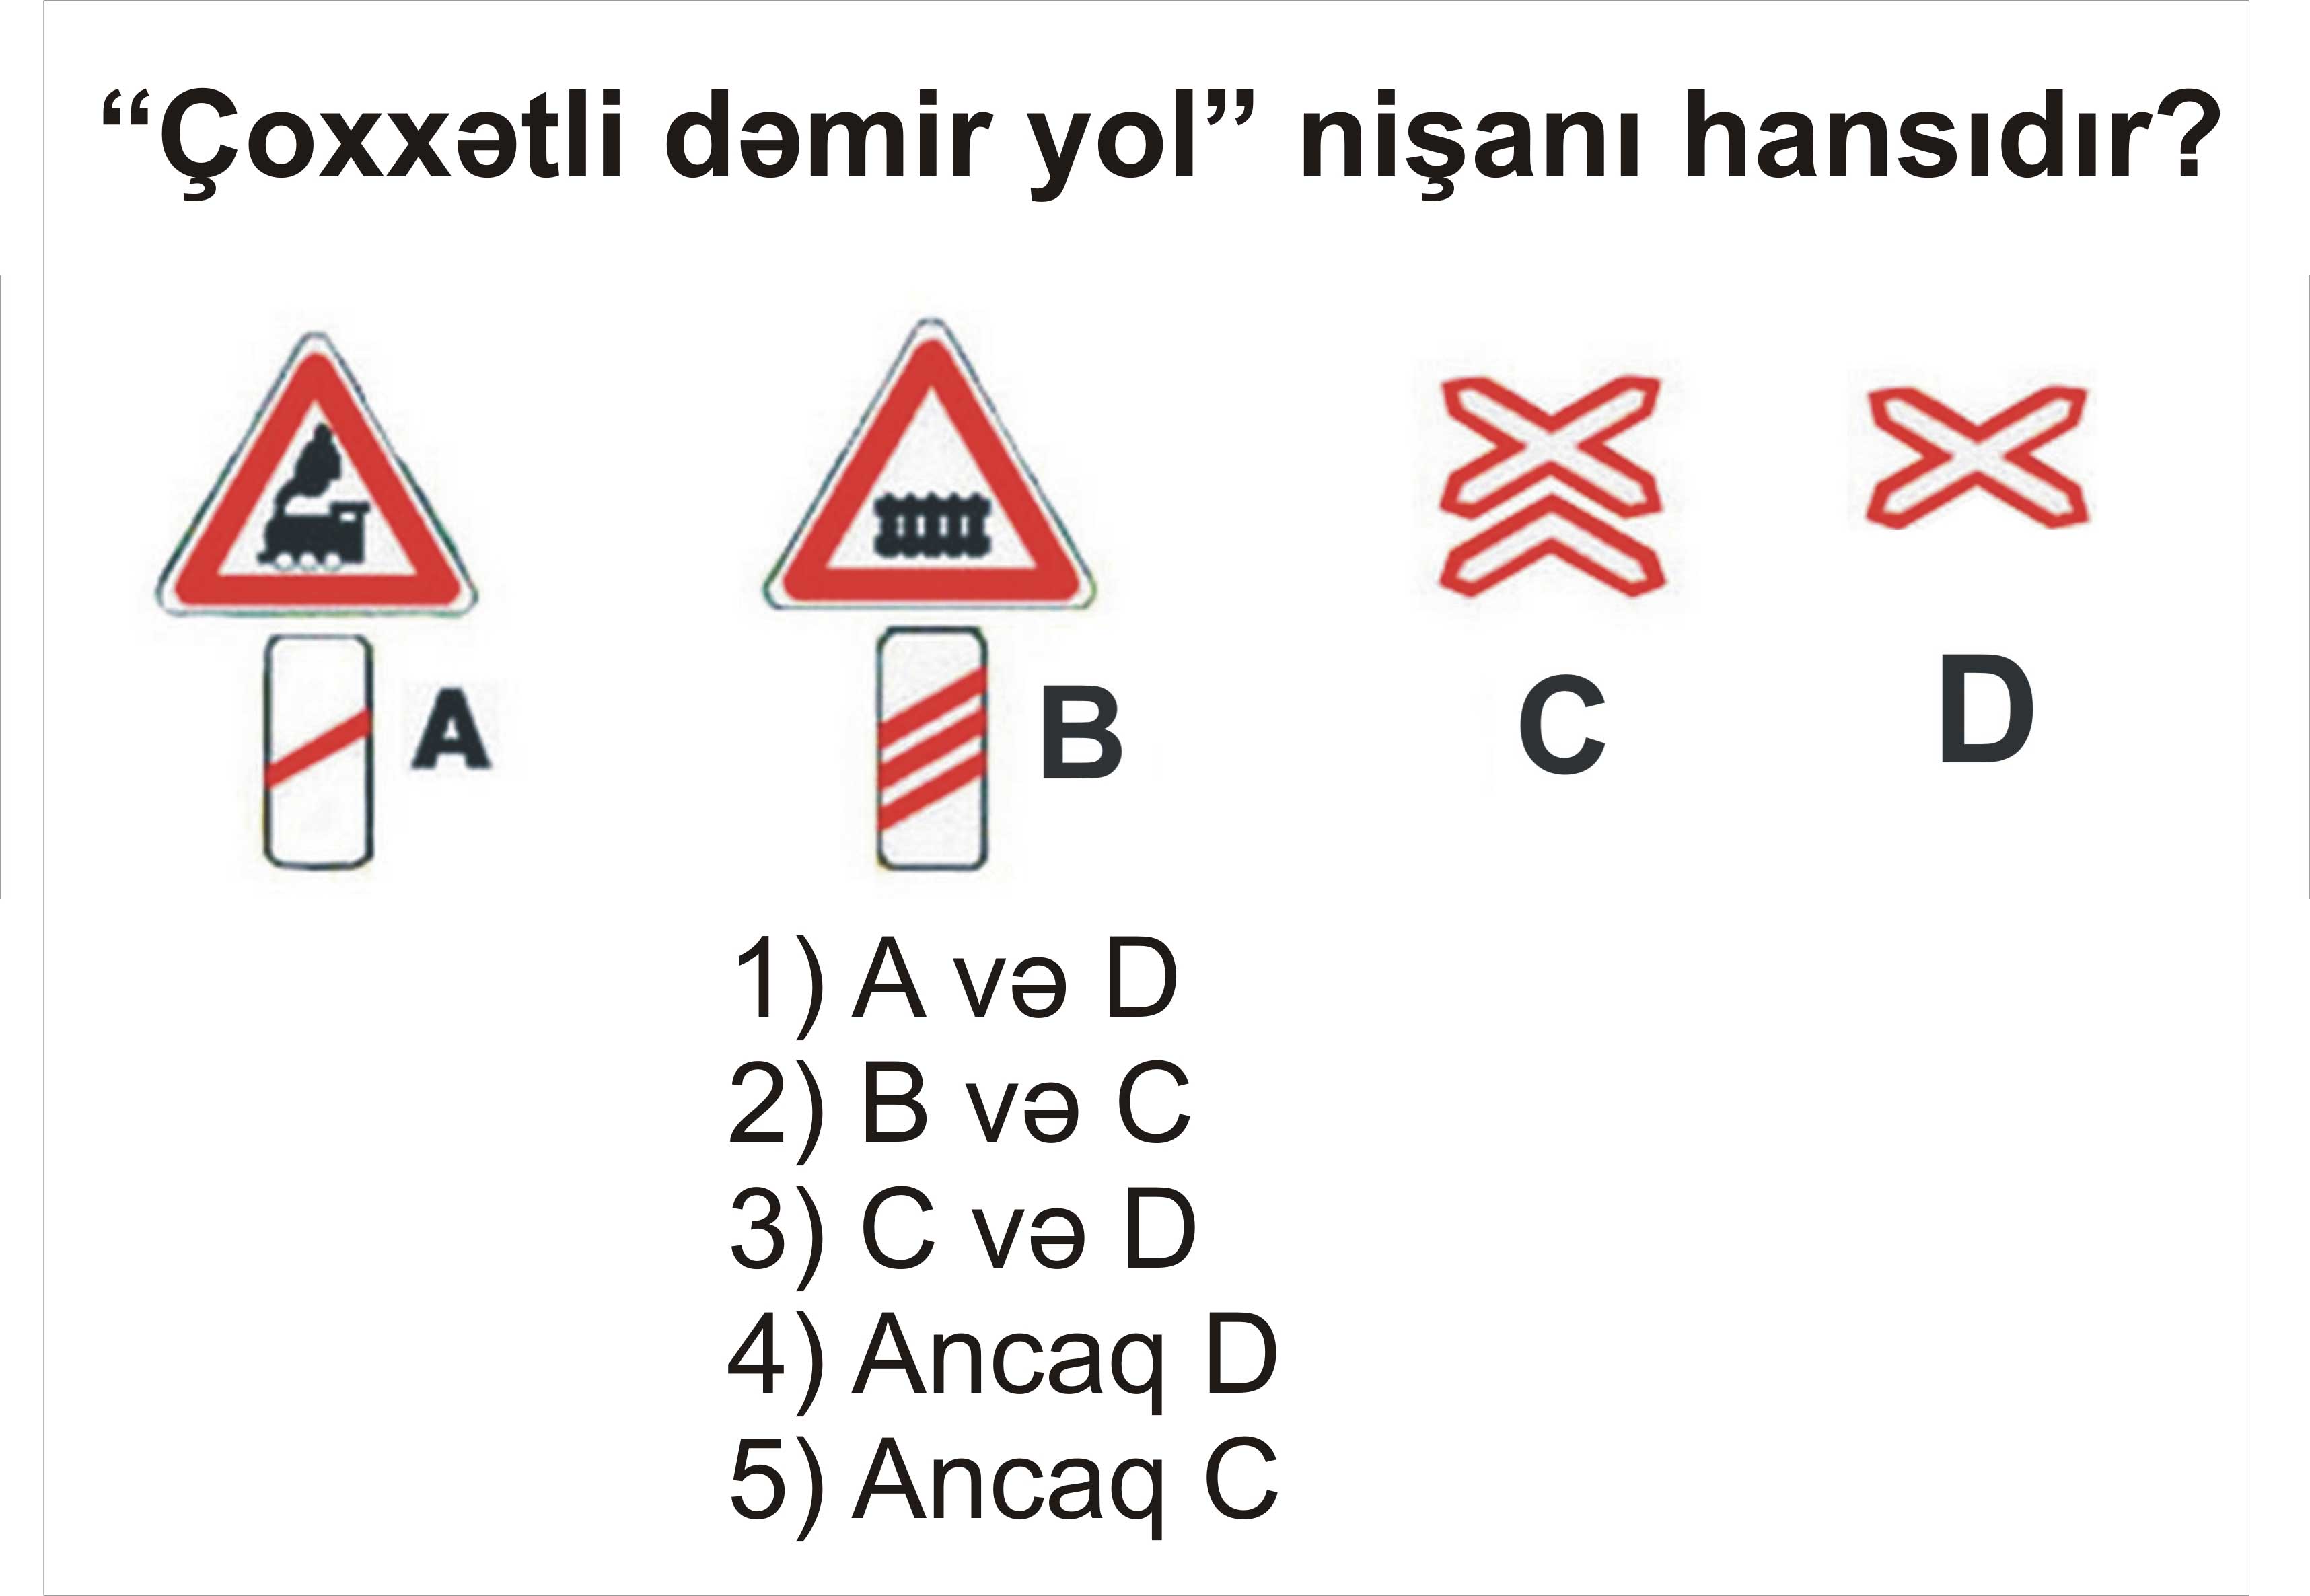 “Çoxxətli dəmir yol” nişanı hansıdır?
A
B
C
D
1) A və D
2) B və C
3) C və D
4) Ancaq D
5) Ancaq C